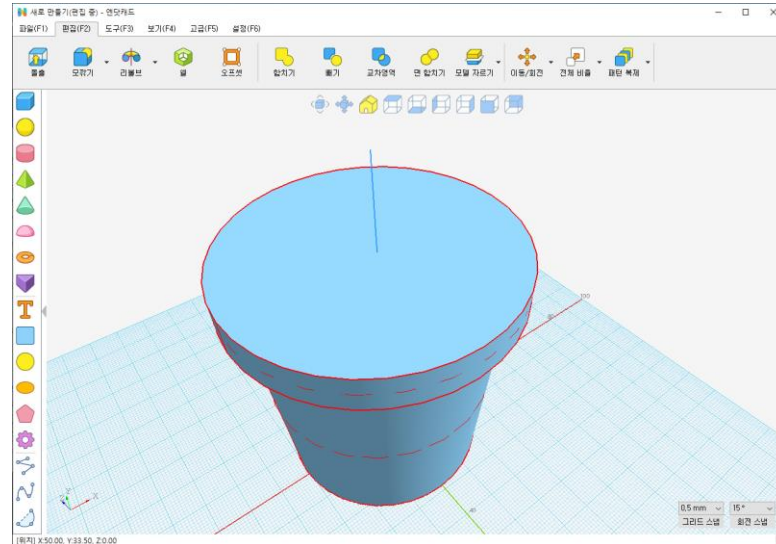 새로 만들기(편집 중) - 엔닷캐드
파일(F1) 편집(F2) 도구(F3) 보기(F4) 고급(F5) 설정(F6)
돌출 모깎기 리볼브 쉘 오프셋 합치기 빼기 교차영역 면 합치기 모델 자르기 이동/회전 전체 비율 패턴 복제
T
100
80
40
Z Y X
0,5 mm 15 °
그리드 스냅 회전 스냅
[위치] X:50.00, Y:33.50, Z:0.00